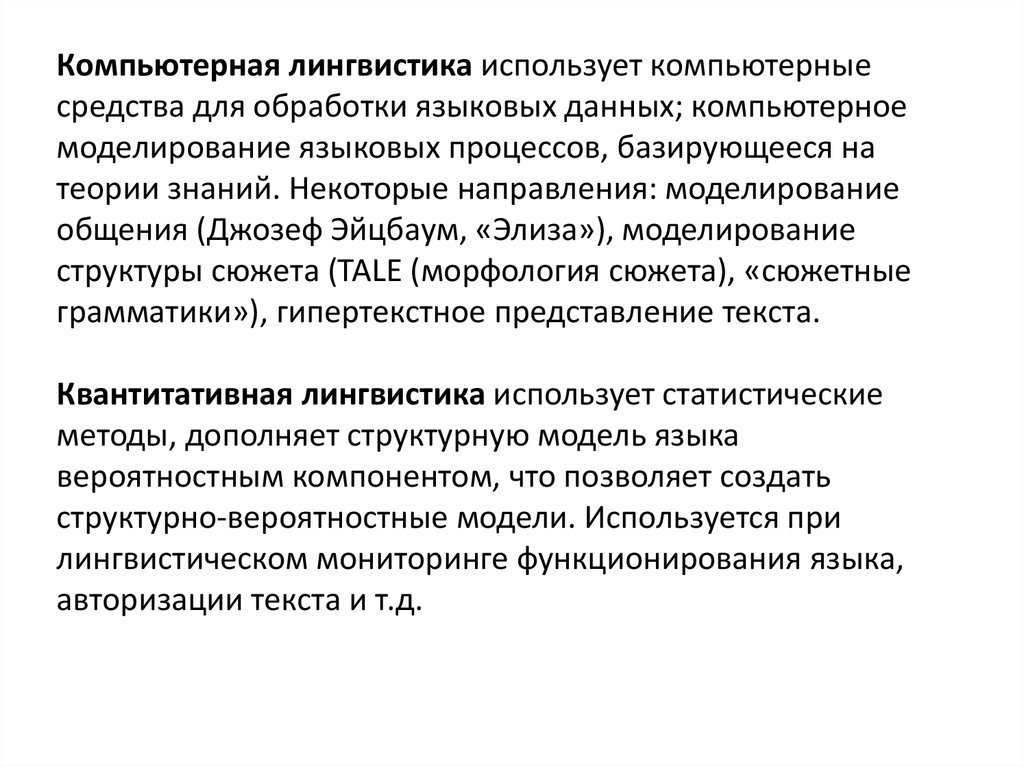 Компьютерная лингвистика использует компьютерные
средства для обработки языковых данных; компьютерное
моделирование языковых процессов, базирующееся на
теории знаний. Некоторые направления: моделирование
общения (Джозеф Эйцбаум, «Элиза»), моделирование
структуры сюжета (TALE (морфология сюжета), «сюжетные
грамматики»), гипертекстное представление текста.
Квантитативная лингвистика использует статистические
методы, дополняет структурную модель языка
вероятностным компонентом, что позволяет создать
структурно-вероятностные модели. Используется при
лингвистическом мониторинге функционирования языка,
авторизации текста и т.д.